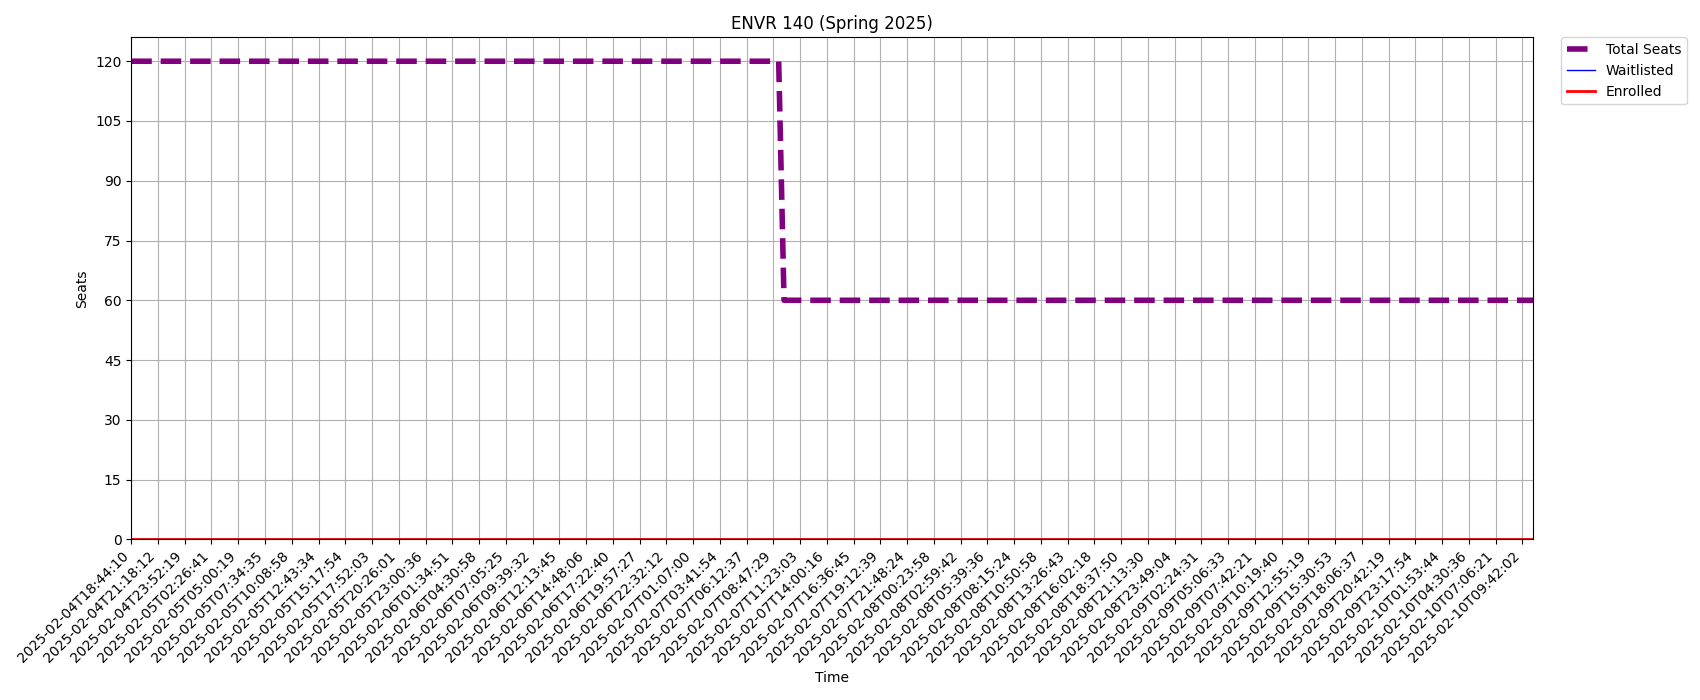 ENVR 140 (Spring 2025)
Total Seats
Waitlisted
Enrolled
Seats
120
105
90
75
60
45
30
15
0
2025-02-04T18:44:10
2025-02-04T21:18:12
2025-02-04T23:52:19
2025-02-05T02:26:41
2025-02-05T05:00:19
2025-02-05T07:34:35
2025-02-05T10:08:58
2025-02-05T12:43:34
2025-02-05T15:17:54
2025-02-05T17:52:03
2025-02-05T20:26:01
2025-02-05T23:00:36
2025-02-06T01:34:51
2025-02-06T04:30:58
2025-02-06T07:05:25
2025-02-06T09:39:32
2025-02-06T12:13:45
2025-02-06T14:48:06
2025-02-06T17:22:40
2025-02-06T19:57:27
2025-02-06T22:32:12
2025-02-07T01:07:00
2025-02-07T03:41:54
2025-02-07T06:12:37
2025-02-07T08:47:29
2025-02-07T11:23:03
2025-02-07T14:00:16
2025-02-07T16:36:45
2025-02-07T19:12:39
2025-02-07T21:48:24
2025-02-08T00:23:58
2025-02-08T02:59:42
2025-02-08T05:39:36
2025-02-08T08:15:24
2025-02-08T10:50:58
2025-02-08T13:26:43
2025-02-08T16:02:18
2025-02-08T18:37:50
2025-02-08T21:13:30
2025-02-08T23:49:04
2025-02-09T02:24:31
2025-02-09T05:06:33
2025-02-09T07:42:21
2025-02-09T10:19:40
2025-02-09T12:55:19
2025-02-09T15:30:53
2025-02-09T18:06:37
2025-02-09T20:42:19
2025-02-09T23:17:54
2025-02-10T01:53:44
2025-02-10T04:30:36
2025-02-10T07:06:21
2025-02-10T09:42:02
Time